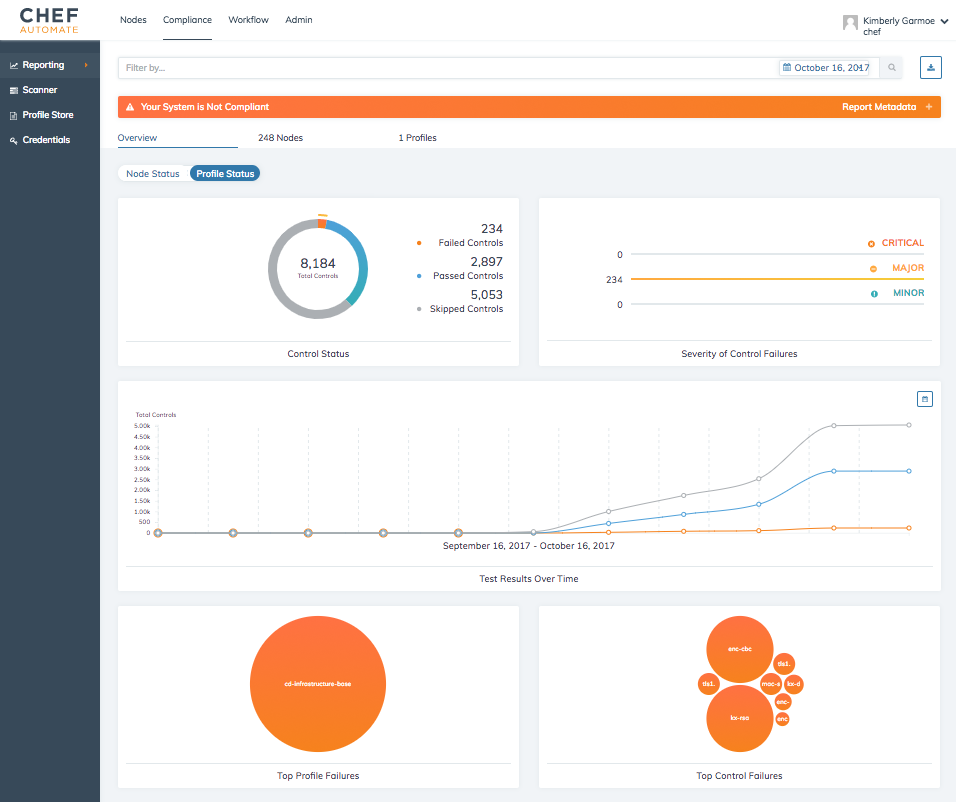 CHEF
AUTOMATE
Nodes
Compliance
Workflow
Admin
Kimberly Garmoe
chef
Reporting
Scanner
Profile Store
Credentials
Filter by...
October 16, 2017
Your System is Not Compliant
Report Metadata +
Overview
248 Nodes
1 Profiles
Node Status
Profile Status
8,184
Total Controls
234
Failed Controls
2,897
Passed Controls
5,053
Skipped Controls
Control Status
CRITICAL
0
MAJOR
234
MINOR
0
Severity of Control Failures
Total Controls
5.00k
4.50k
4.00k
3.50k
3.00k
2.50k
2.00k
1.50k
1.00k
500
0
September 16, 2017 - October 16, 2017
Test Results Over Time
cd-infrastructure-base
Top Profile Failures
enc-cbc
tls1.
tls1.
mac-s
kx-d
enc-
kx-rsa
enc
Top Control Failures